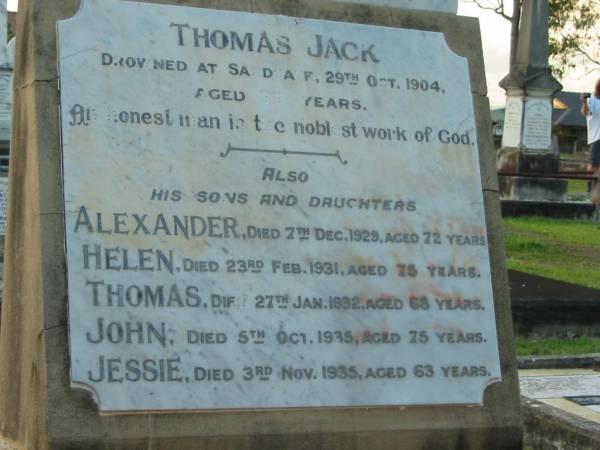 THOMAS JACK
DROWNED AT 29TH OCT. 1904,
AGED YEARS.
An honest man is the noblest work of God.
ALSO
HIS SONS AND DAUGHTERS
ALEXANDER, DIED 7TH DEC. 1929, AGED 72 YEARS
HELEN, DIED 23RD FEB. 1931, AGED 75 YEARS.
THOMAS, DIED 27TH JAN. 1932, AGED 68 YEARS.
JOHN, DIED 5TH OCT. 1935, AGED 75 YEARS.
JESSIE, DIED 3RD NOV. 1935, AGED 63 YEARS.